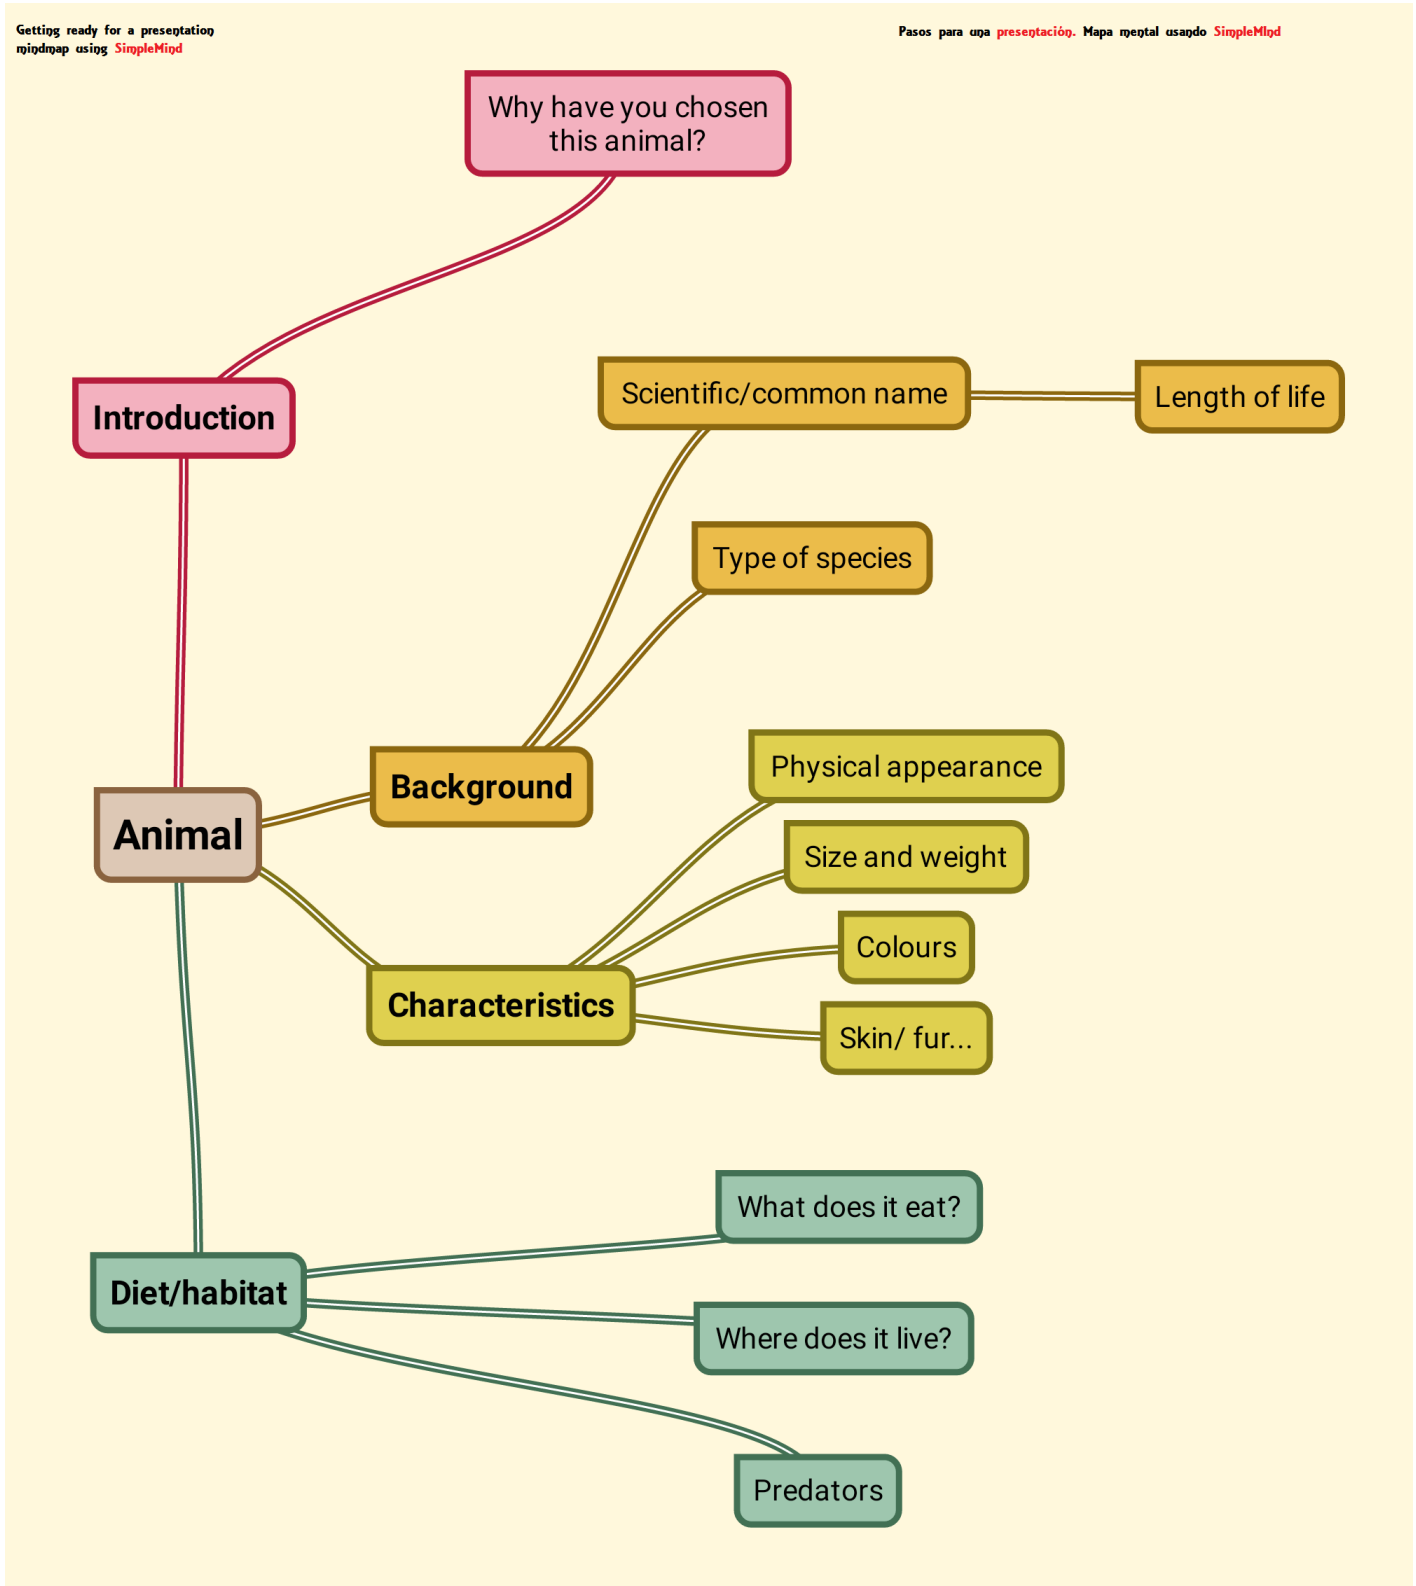 Getting ready for a presentation
mindmap using SimpleMind
Pasos para una presentación. Mapa mental usando SimpleMInd
Why have you chosen
this animal?
Introduction
Scientific/common name
Length of life
Type of species
Background
Physical appearance
Animal
Size and weight
Colours
Characteristics
Skin/ fur...
What does it eat?
Diet/habitat
Where does it live?
Predators